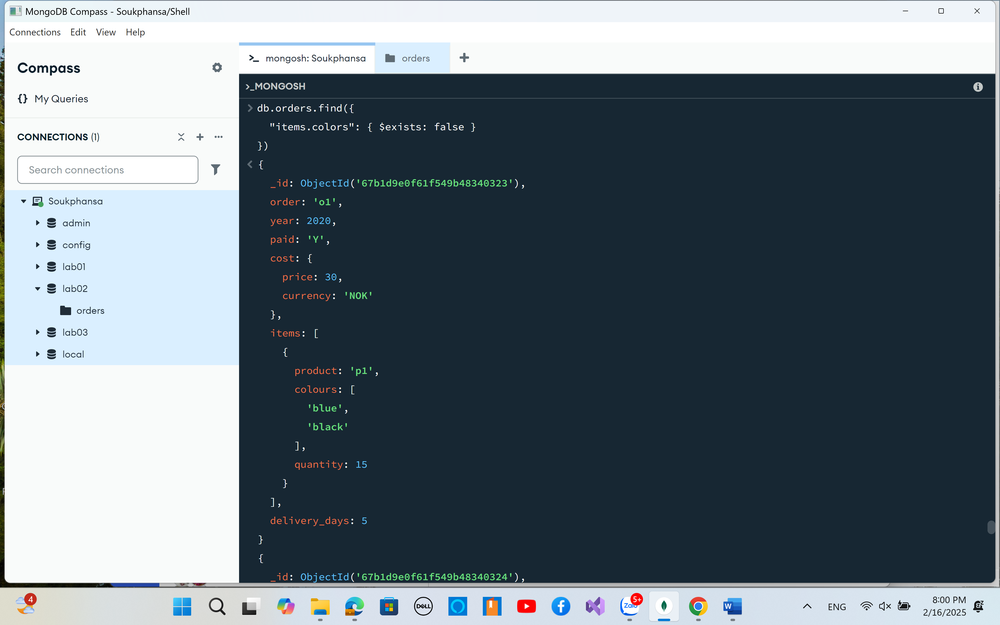 MongoDB Compass - Soukphansa/Shell
Connections Edit View Help
Compass
{} My Queries
CONNECTIONS (1)
Search connections
Soukphansa
admin
config
lab01
lab02
orders
lab03
local
>_ mongosh: Soukphansa
orders
>_MONGOSH
db.orders.find({
"items.colors": { $exists: false }
})
{
_id: ObjectId('67b1d9e0f61f549b48340323'),
order: 'o1',
year: 2020,
paid: 'Y',
cost: {
price: 30,
currency: 'NOK'
},
items: [
{
product: 'p1',
colours: [
'blue',
'black'
],
quantity: 15
}
],
delivery_days: 5
}
{
_id: ObjectId('67b1d9e0f61f549b48340324'),
4
DELL
Zalo
5+
W
ENG
8:00 PM
2/16/2025